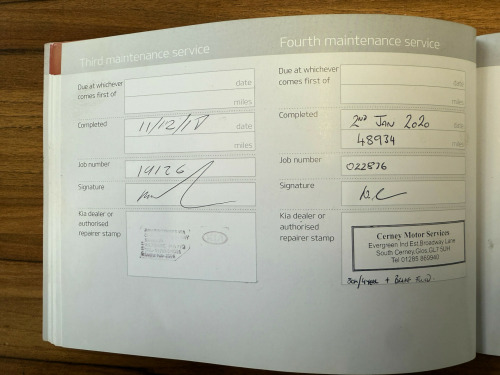 Third maintenance service
Due at whichever
comes first of
date
miles
Completed
11/12/18
date
miles
Job number
19126
Signature
Kia dealer or
authorised
repairer stamp
Fourth maintenance service
Due at whichever
comes first of
date
miles
Completed
2ND JAN 2020
date
48934
miles
Job number
022876
Signature
Kia dealer or
authorised
repairer stamp
Cerney Motor Services
Evergreen Ind Est.Broadway Lane
South Cerney,Glos,GL7 5UH
Tel 01285 860940